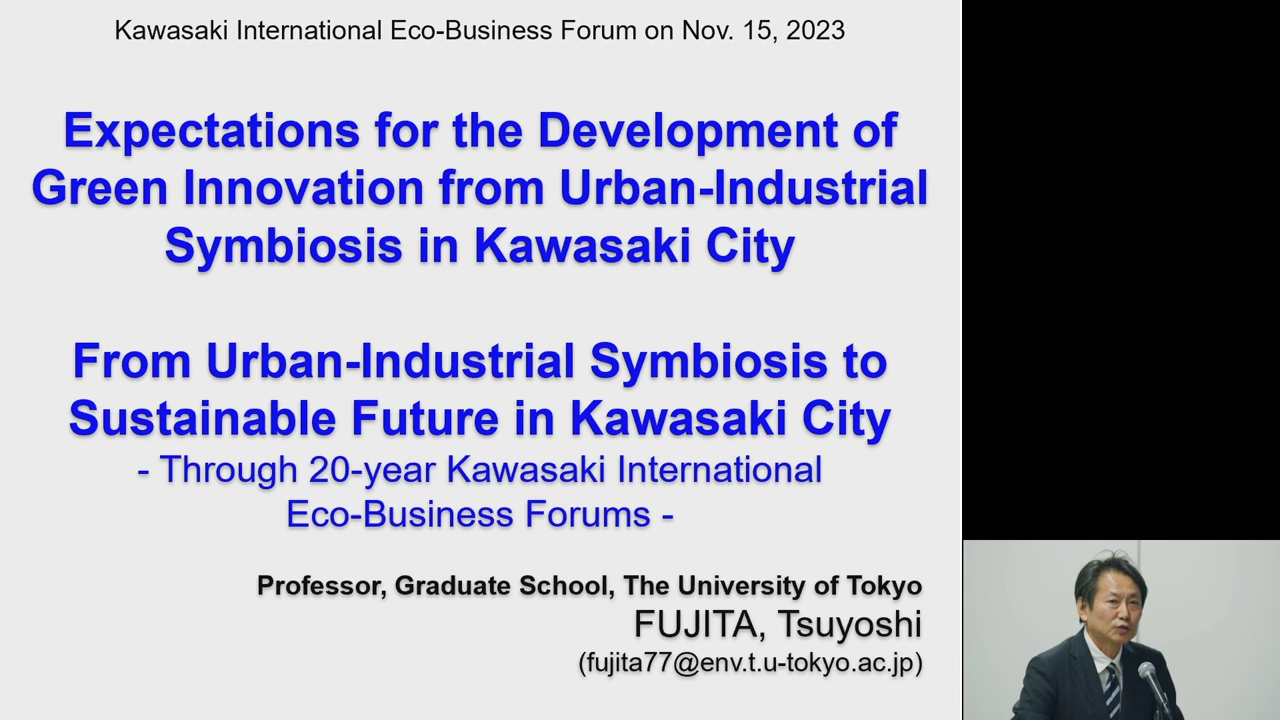 Kawasaki International Eco-Business Forum on Nov. 15, 2023
Expectations for the Development of
Green Innovation from Urban-Industrial
Symbiosis in Kawasaki City
From Urban-Industrial Symbiosis to
Sustainable Future in Kawasaki City
- Through 20-year Kawasaki International
Eco-Business Forums -
Professor, Graduate School, The University of Tokyo
FUJITA, Tsuyoshi
(fujita77@env.t.u-tokyo.ac.jp)